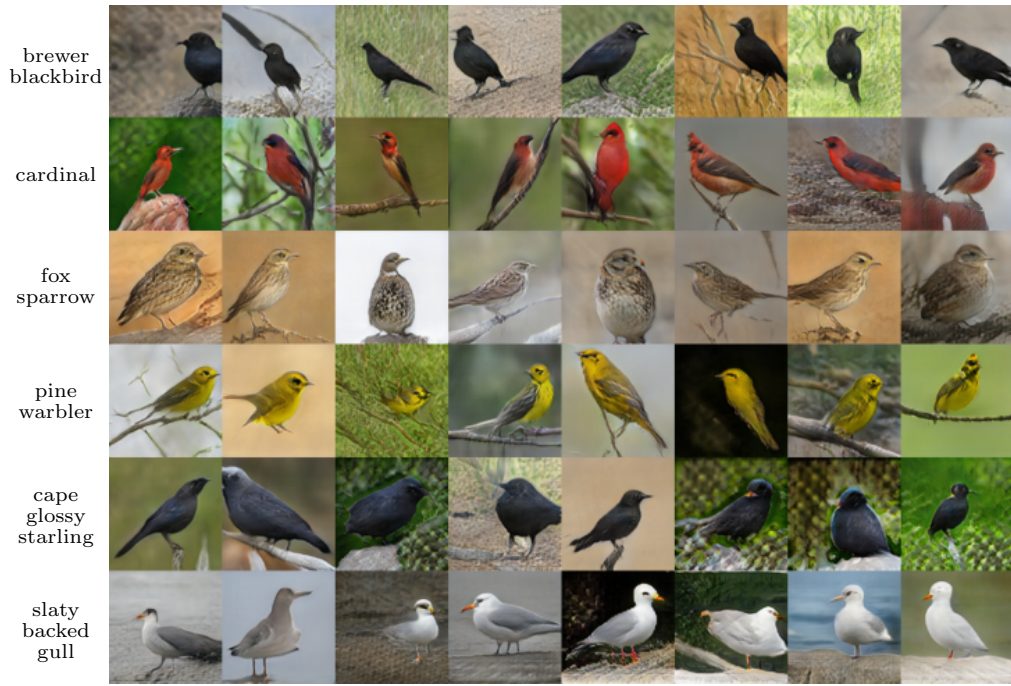 brewer
blackbird
cardinal
fox
sparrow
pine
warbler
cape
glossy
starling
slaty
backed
gull